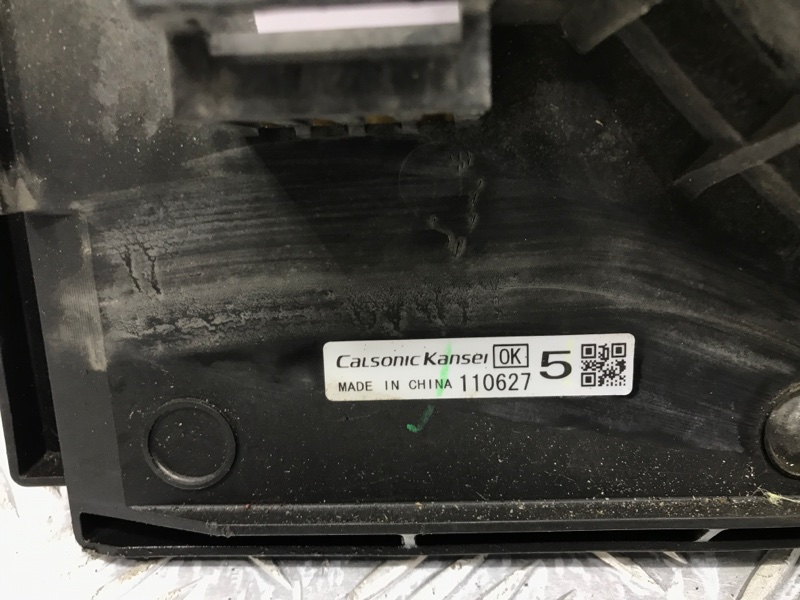 CALSONIC KANSEI OK 5
MADE IN CHINA 110627